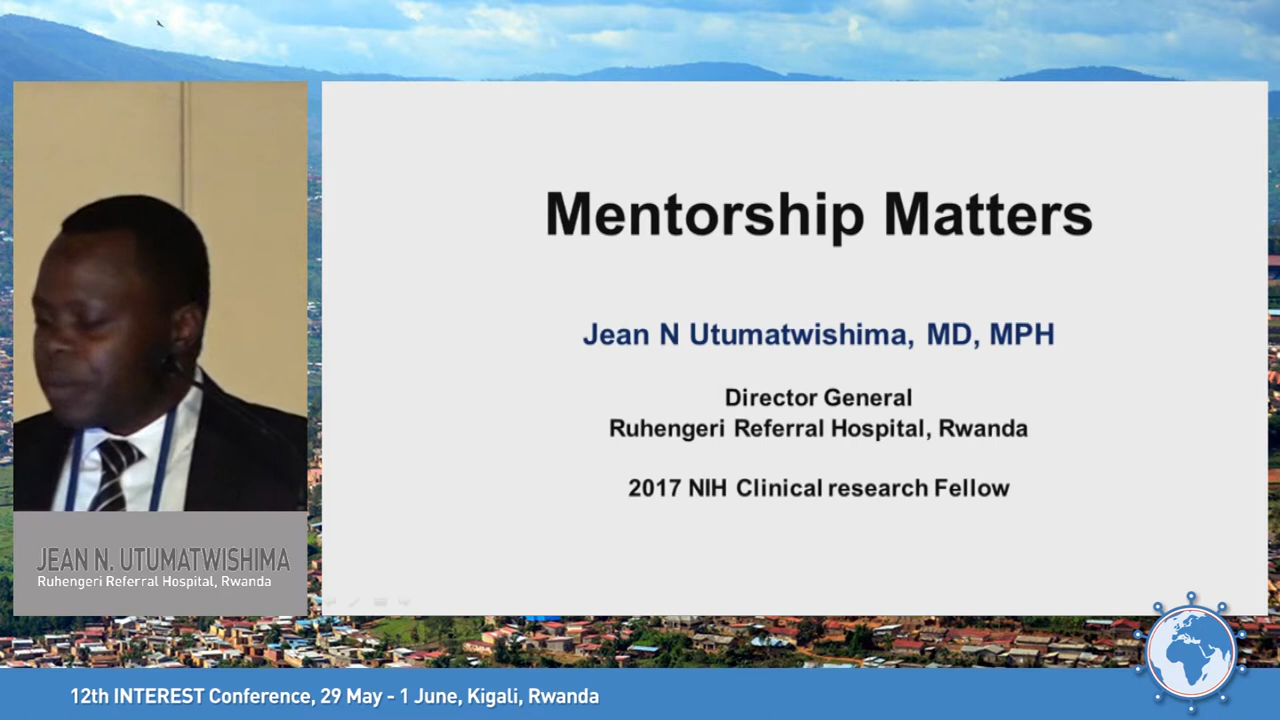 Mentorship Matters
Jean N Utumatwishima, MD, MPH
Director General
Ruhengeri Referral Hospital, Rwanda
2017 NIH Clinical research Fellow
JEAN N. UTUMATWISHIMA
Ruhengeri Referral Hospital, Rwanda
12th INTEREST Conference, 29 May - 1 June, Kigali, Rwanda